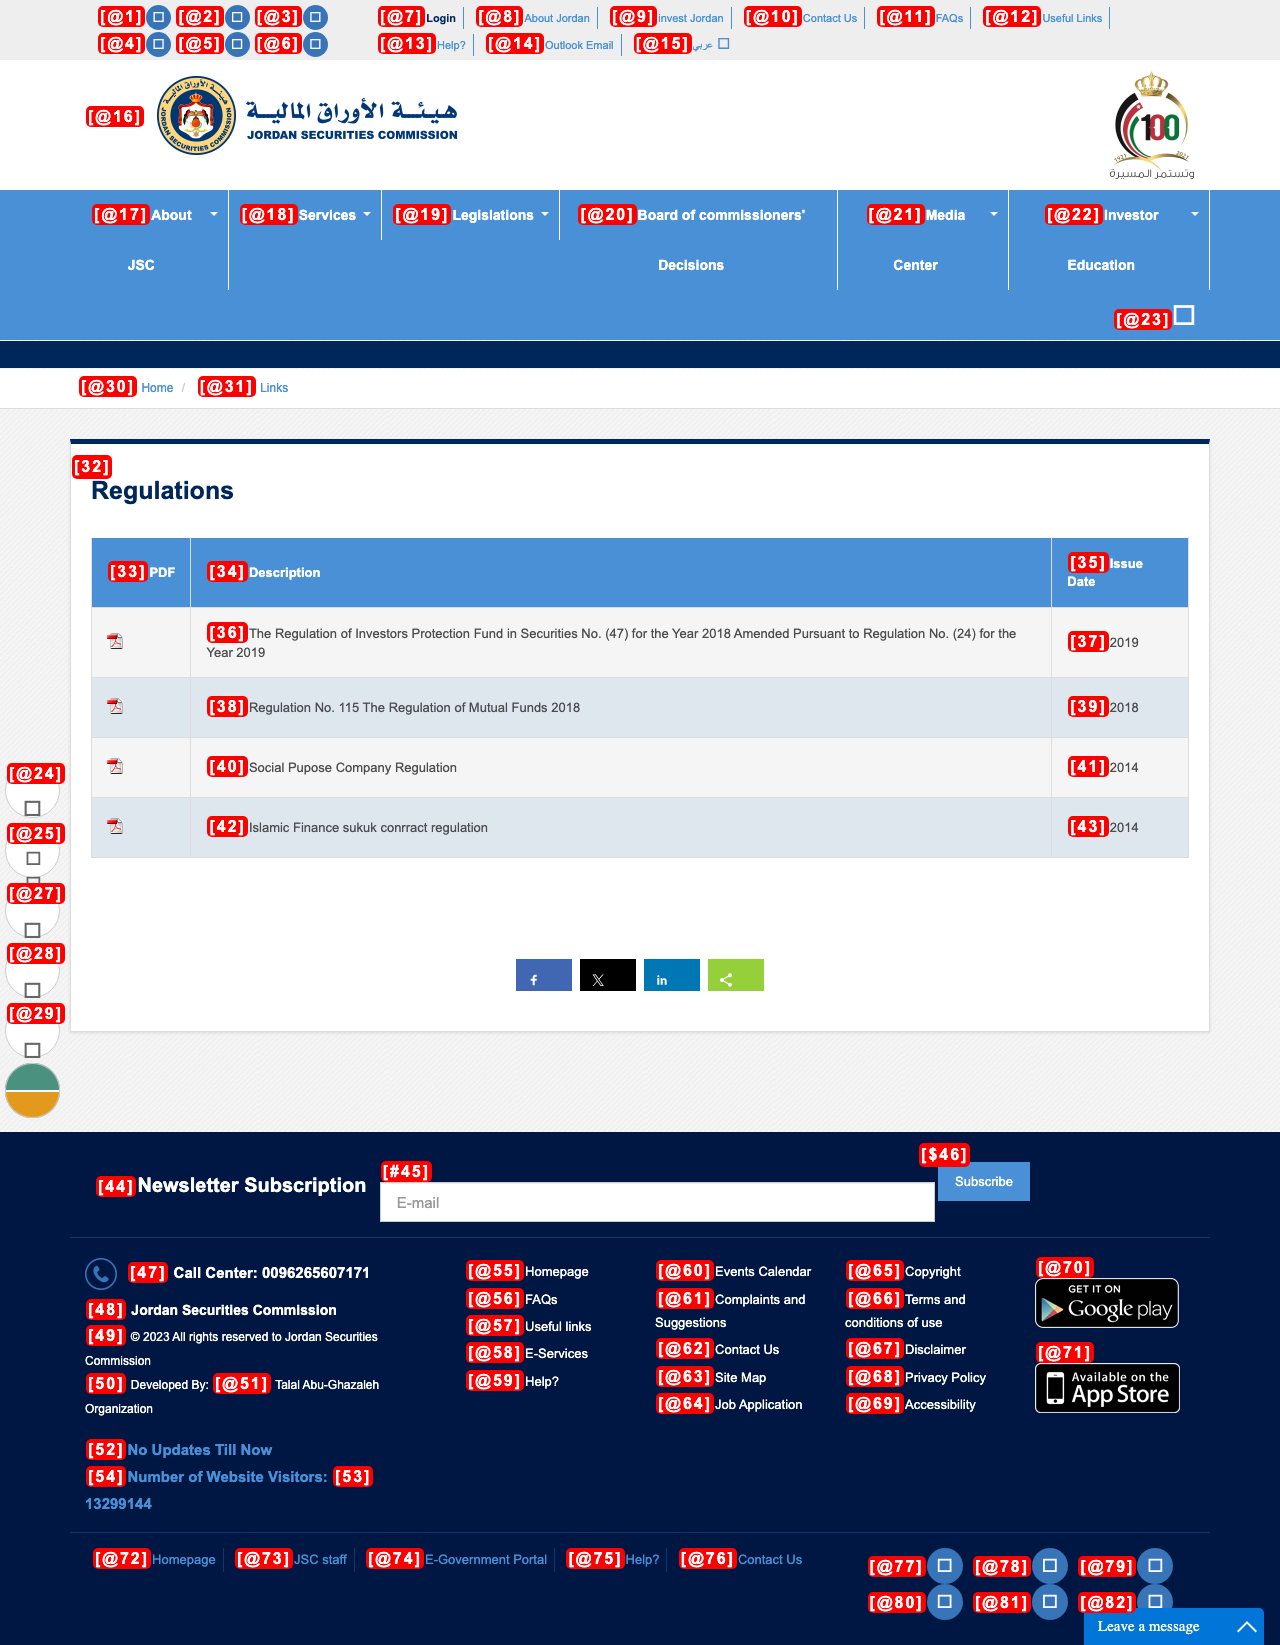 [@1] [@2] [@3] [@7] Login [@8] About Jordan [@9] invest Jordan [@10] Contact Us [@11] FAQs [@12] Useful Links
[@4] [@5] [@6] [@13] Help? [@14] Outlook Email [@15] عربي
[@16] هيئة الأوراق المالية
JORDAN SECURITIES COMMISSION
100
1921 2021
وتستمر المسيرة
[@17] About JSC
[@18] Services
[@19] Legislations
[@20] Board of commissioners' Decisions
[@21] Media Center
[@22] Investor Education
[@23]
[@30] Home / [@31] Links
[32]
Regulations
[33] PDF [34] Description [35] Issue Date
[36] The Regulation of Investors Protection Fund in Securities No. (47) for the Year 2018 Amended Pursuant to Regulation No. (24) for the
Year 2019
[37] 2019
[38] Regulation No. 115 The Regulation of Mutual Funds 2018 [39] 2018
[40] Social Pupose Company Regulation [41] 2014
[42] Islamic Finance sukuk conrract regulation [43] 2014
[@24]
[@25]
[@27]
[@28]
[@29]
[44] Newsletter Subscription [#45] E-mail [$46] Subscribe
[47] Call Center: 0096265607171
[48] Jordan Securities Commission
[49] © 2023 All rights reserved to Jordan Securities
Commission
[50] Developed By: [@51] Talal Abu-Ghazaleh
Organization
[52] No Updates Till Now
[54] Number of Website Visitors: [53]
13299144
[@55] Homepage
[@56] FAQs
[@57] Useful links
[@58] E-Services
[@59] Help?
[@60] Events Calendar
[@61] Complaints and
Suggestions
[@62] Contact Us
[@63] Site Map
[@64] Job Application
[@65] Copyright
[@66] Terms and
conditions of use
[@67] Disclaimer
[@68] Privacy Policy
[@69] Accessibility
[@70]
GET IT ON
Google play
[@71]
Available on the
App Store
[@72] Homepage [@73] JSC staff [@74] E-Government Portal [@75] Help? [@76] Contact Us
[@77] [@78] [@79]
[@80] [@81] [@82]
Leave a message